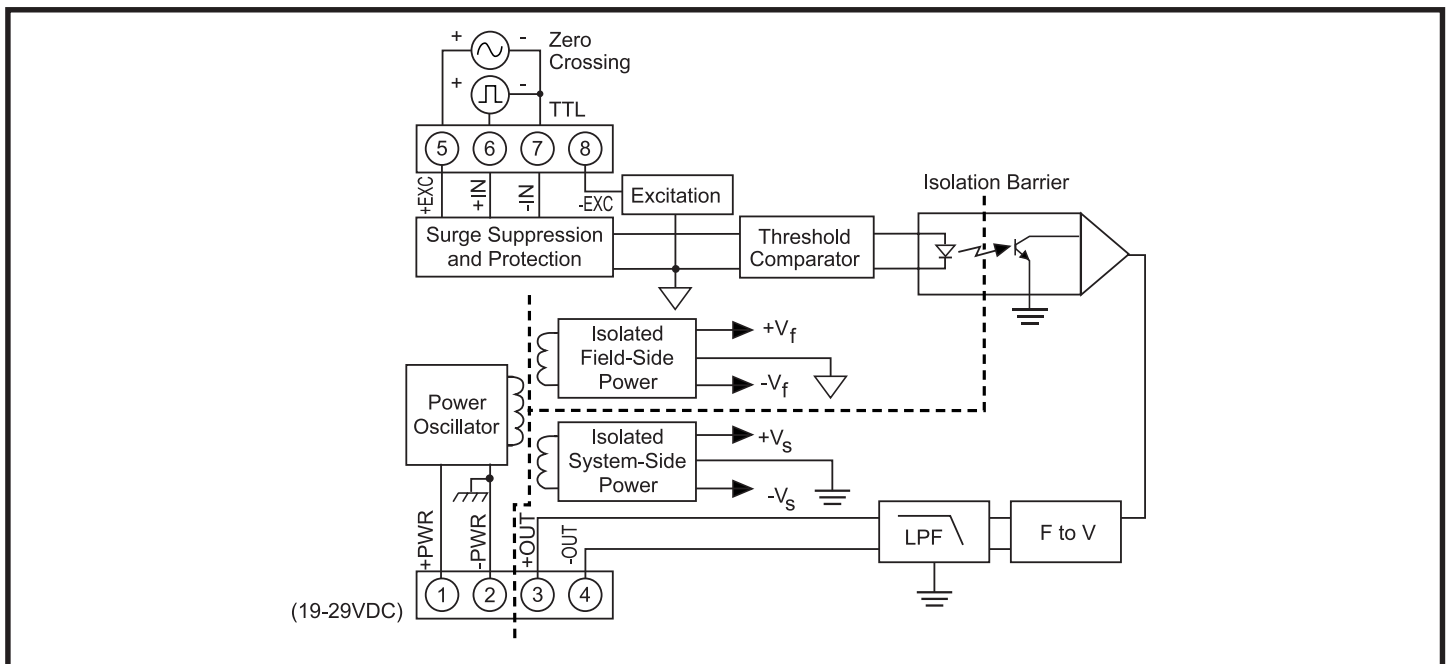 + - Zero
Crossing
+ -
TTL
5 6 7 8
+EXC +IN -IN -EXC
Excitation
Isolation Barrier
Surge Suppression
and Protection
Threshold
Comparator
Isolated
Field-Side
Power
+Vf
-Vf
Power
Oscillator
Isolated
System-Side
Power
+Vs
-Vs
+PWR -PWR +OUT -OUT
LPF
F to V
1 2 3 4
(19-29VDC)